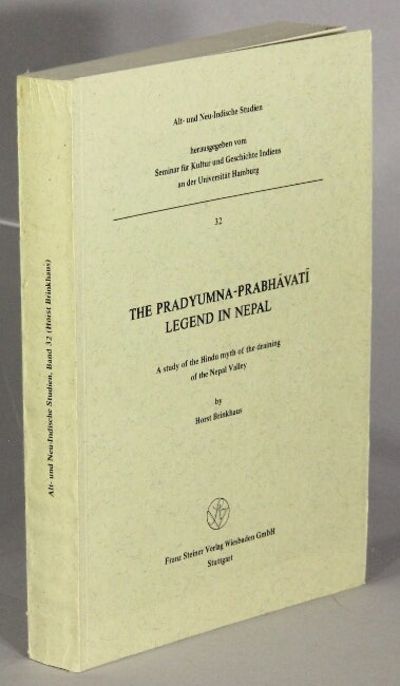 Alt- und Neu-Indische Studien
herausgegeben vom
Seminar für Kultur und Geschichte Indiens
an der Universität Hamburg
32
THE PRADYUMNA-PRABHĀVATĪ
LEGEND IN NEPAL
A study of the Hindu myth of the draining
of the Nepal Valley
by
Horst Brinkhaus
Franz Steiner Verlag Wiesbaden GmbH
Stuttgart
Alt- und Neu-Indische Studien, Band 32 (Horst Brinkhaus)